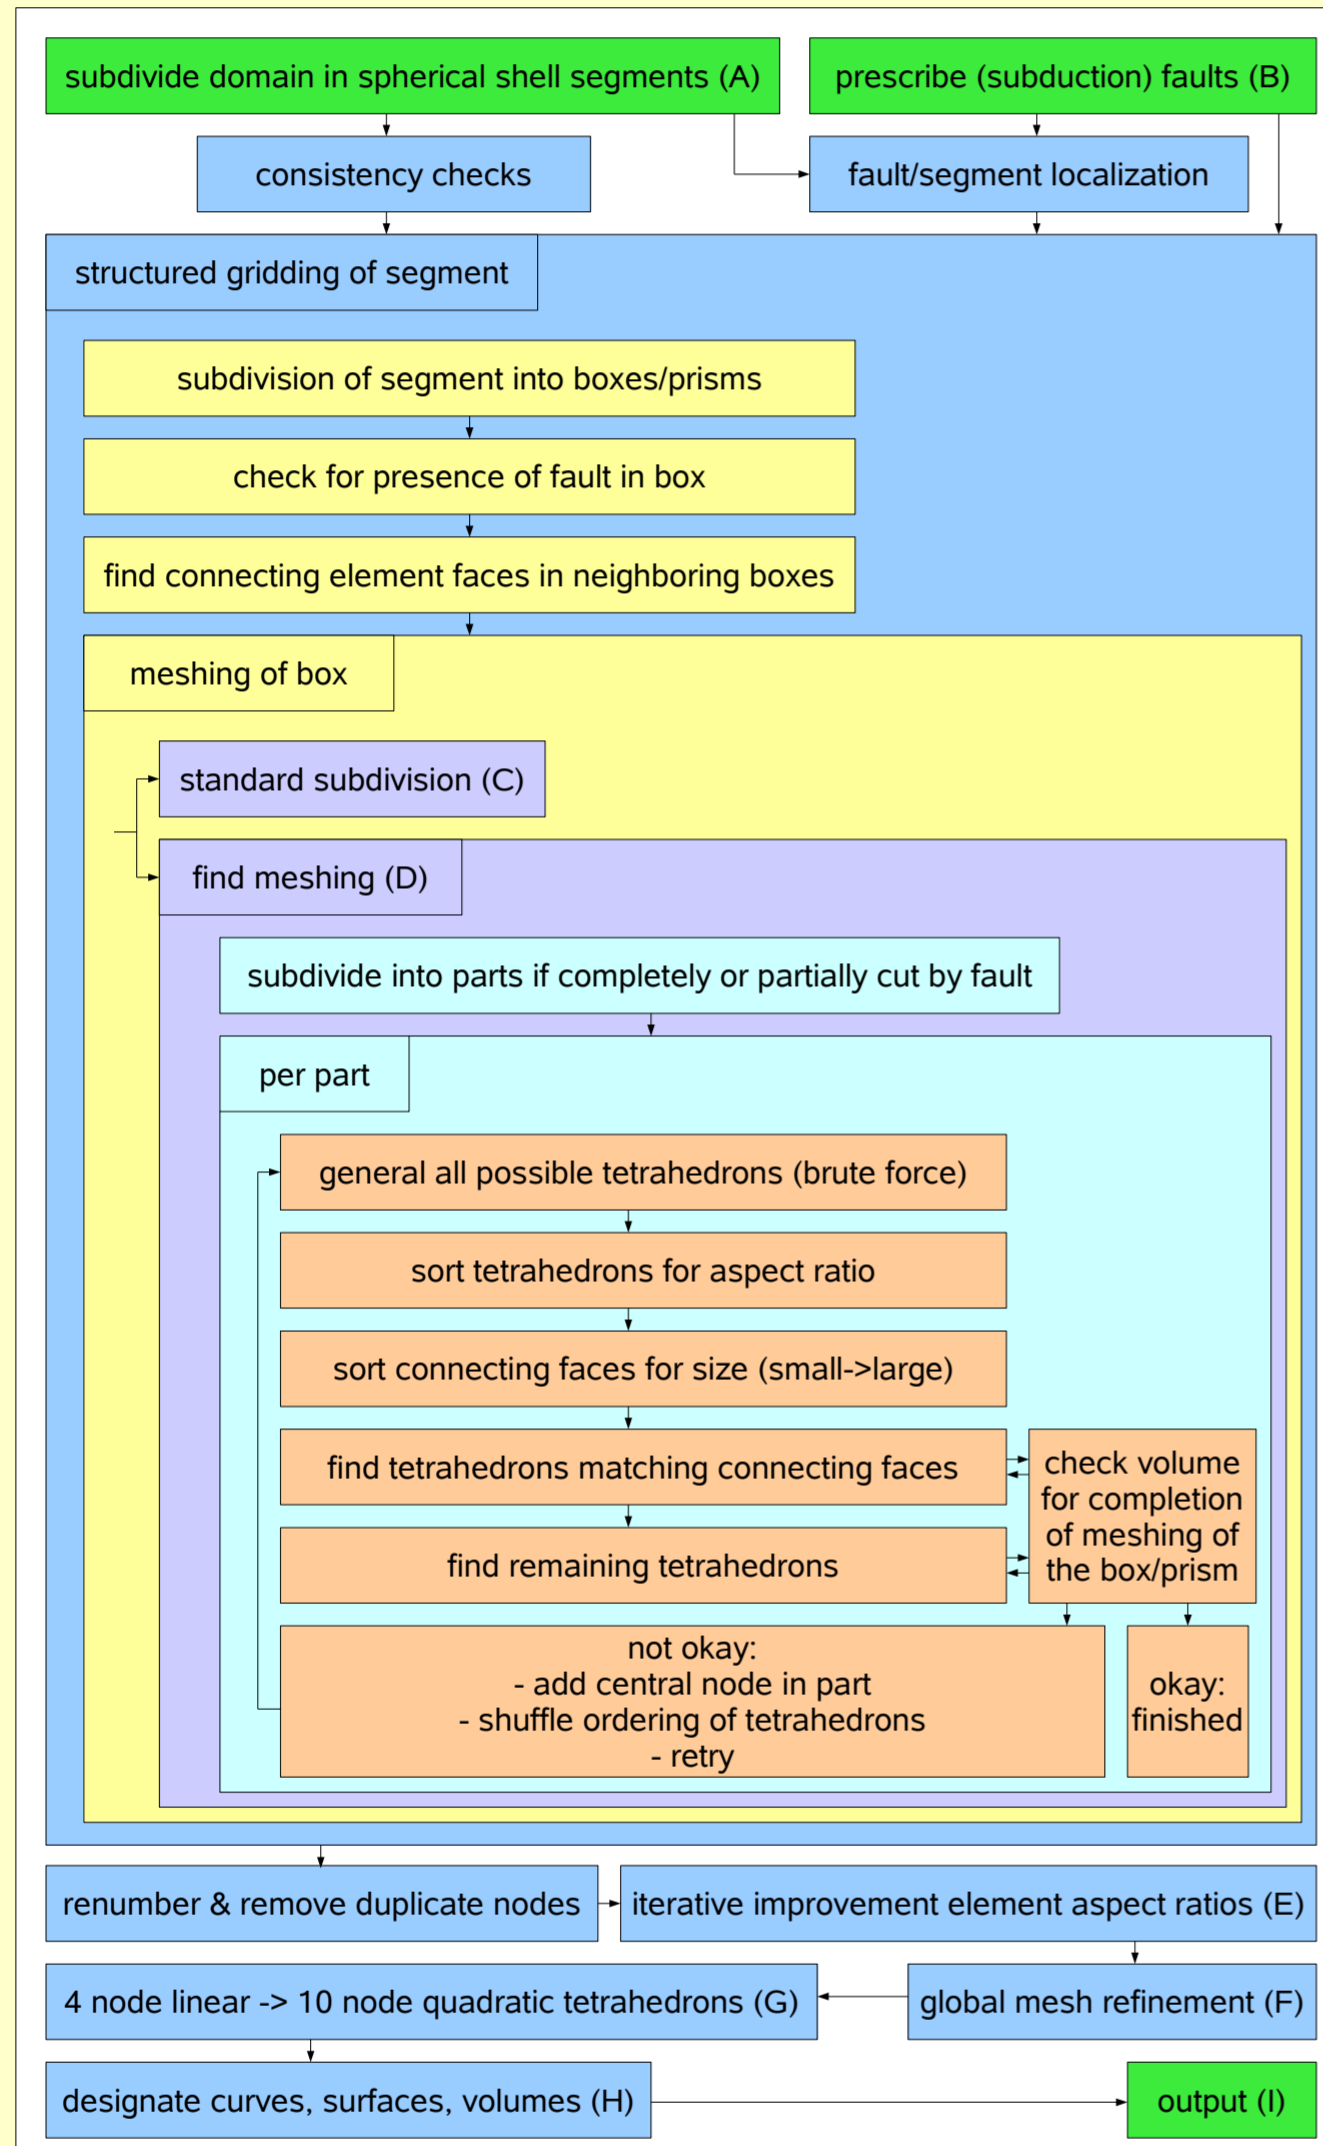 subdivide domain in spherical shell segments (A)
prescribe (subduction) faults (B)
consistency checks
fault/segment localization
structured gridding of segment
subdivision of segment into boxes/prisms
check for presence of fault in box
find connecting element faces in neighboring boxes
meshing of box
standard subdivision (C)
find meshing (D)
subdivide into parts if completely or partially cut by fault
per part
general all possible tetrahedrons (brute force)
sort tetrahedrons for aspect ratio
sort connecting faces for size (small->large)
find tetrahedrons matching connecting faces
check volume
for completion
of meshing of
the box/prism
find remaining tetrahedrons
not okay:
- add central node in part
- shuffle ordering of tetrahedrons
- retry
okay:
finished
renumber & remove duplicate nodes
iterative improvement element aspect ratios (E)
4 node linear -> 10 node quadratic tetrahedrons (G)
global mesh refinement (F)
designate curves, surfaces, volumes (H)
output (I)